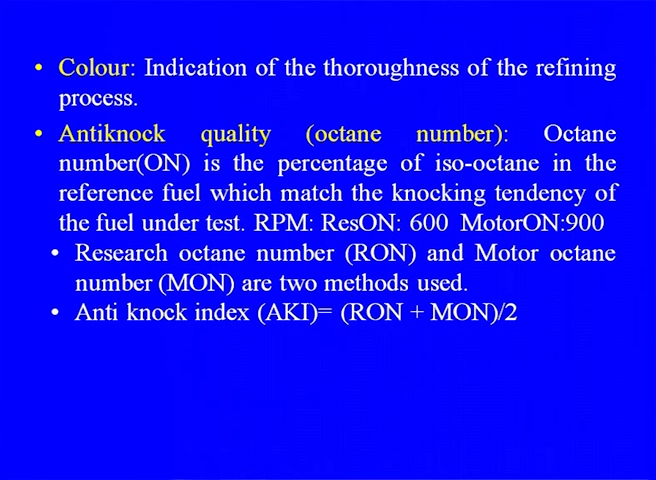 • Colour: Indication of the thoroughness of the refining
process.
• Antiknock quality (octane number): Octane
number(ON) is the percentage of iso-octane in the
reference fuel which match the knocking tendency of
the fuel under test. RPM: ResON: 600 MotorON:900
• Research octane number (RON) and Motor octane
number (MON) are two methods used.
• Anti knock index (AKI)= (RON + MON)/2